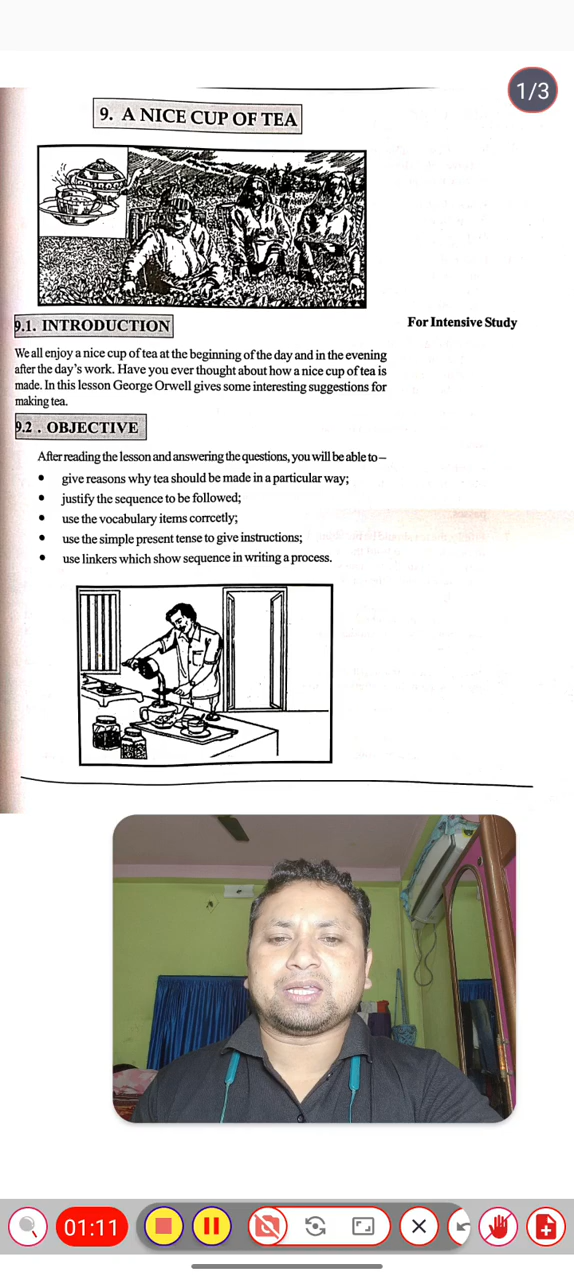 1/3
9. A NICE CUP OF TEA
9.1. INTRODUCTION
For Intensive Study
We all enjoy a nice cup of tea at the beginning of the day and in the evening
after the day's work. Have you ever thought about how a nice cup of tea is
made. In this lesson George Orwell gives some interesting suggestions for
making tea.
9.2 . OBJECTIVE
After reading the lesson and answering the questions, you will be able to —
• give reasons why tea should be made in a particular way;
• justify the sequence to be followed;
• use the vocabulary items corrcetly;
• use the simple present tense to give instructions;
• use linkers which show sequence in writing a process.
01:11